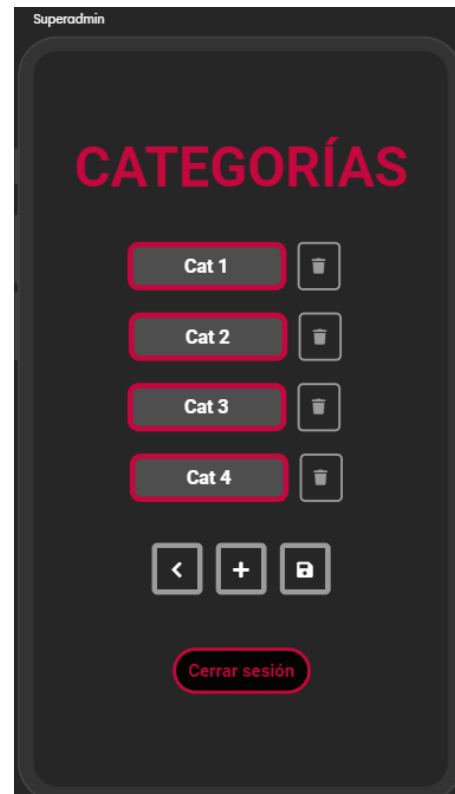 Superadmin
CATEGORÍAS
Cat 1
Cat 2
Cat 3
Cat 4
Cerrar sesión